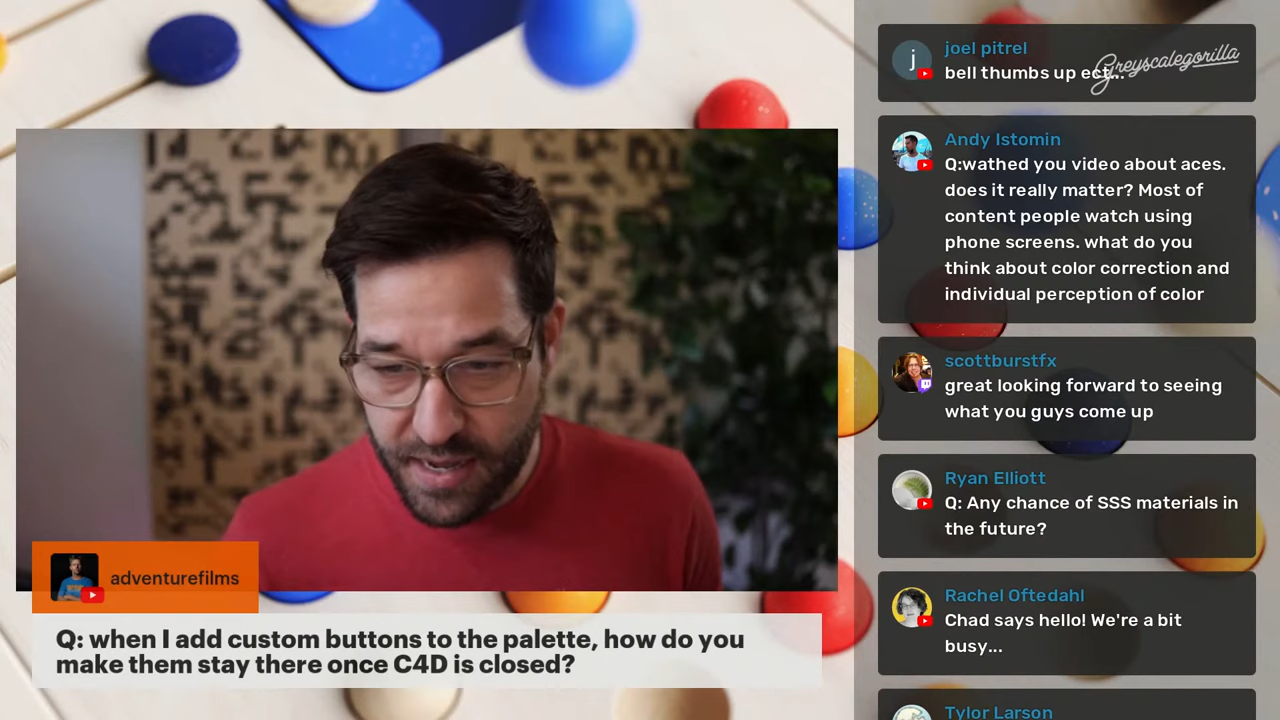 joel pitrel
bell thumbs up ect...
Greyscalegorilla
Andy Istomin
Q:wathed you video about aces.
does it really matter? Most of
content people watch using
phone screens. what do you
think about color correction and
individual perception of color
scottburstfx
great looking forward to seeing
what you guys come up
Ryan Elliott
Q: Any chance of SSS materials in
the future?
Rachel Oftedahl
Chad says hello! We're a bit
busy...
Tylor Larson
adventurefilms
Q: when I add custom buttons to the palette, how do you
make them stay there once C4D is closed?